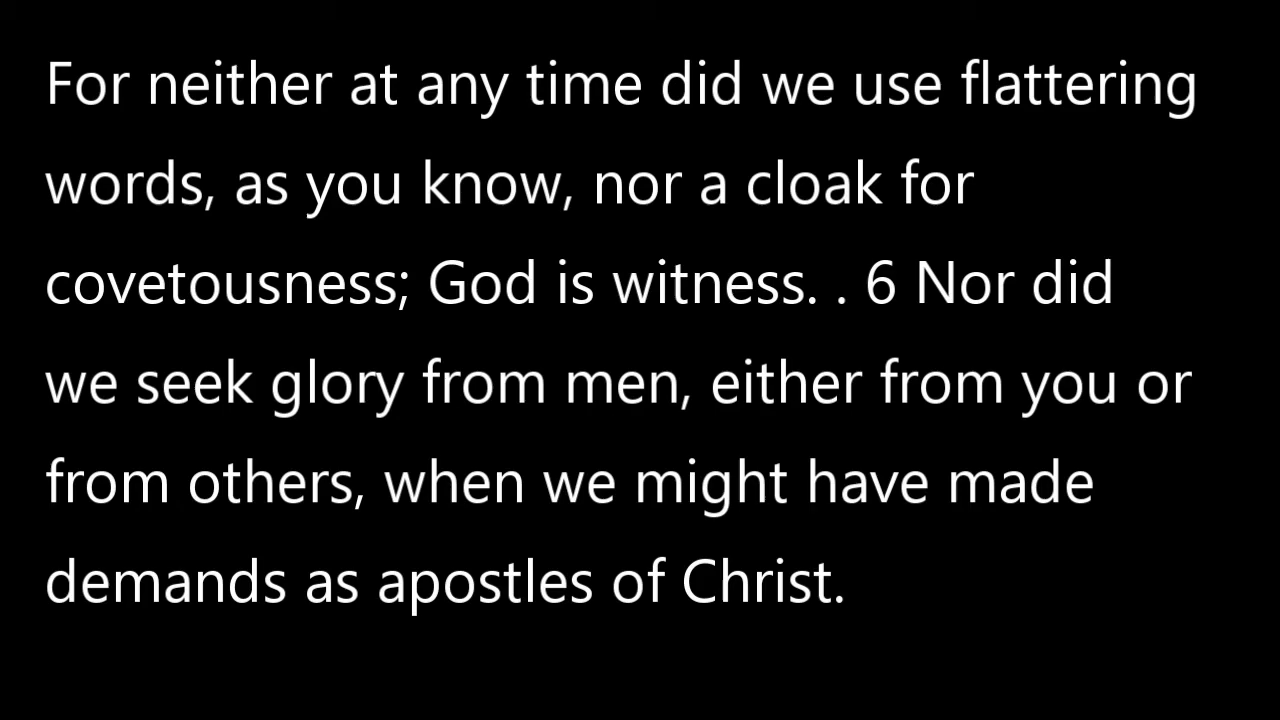 For neither at any time did we use flattering
words, as you know, nor a cloak for
covetousness; God is witness. . 6 Nor did
we seek glory from men, either from you or
from others, when we might have made
demands as apostles of Christ.